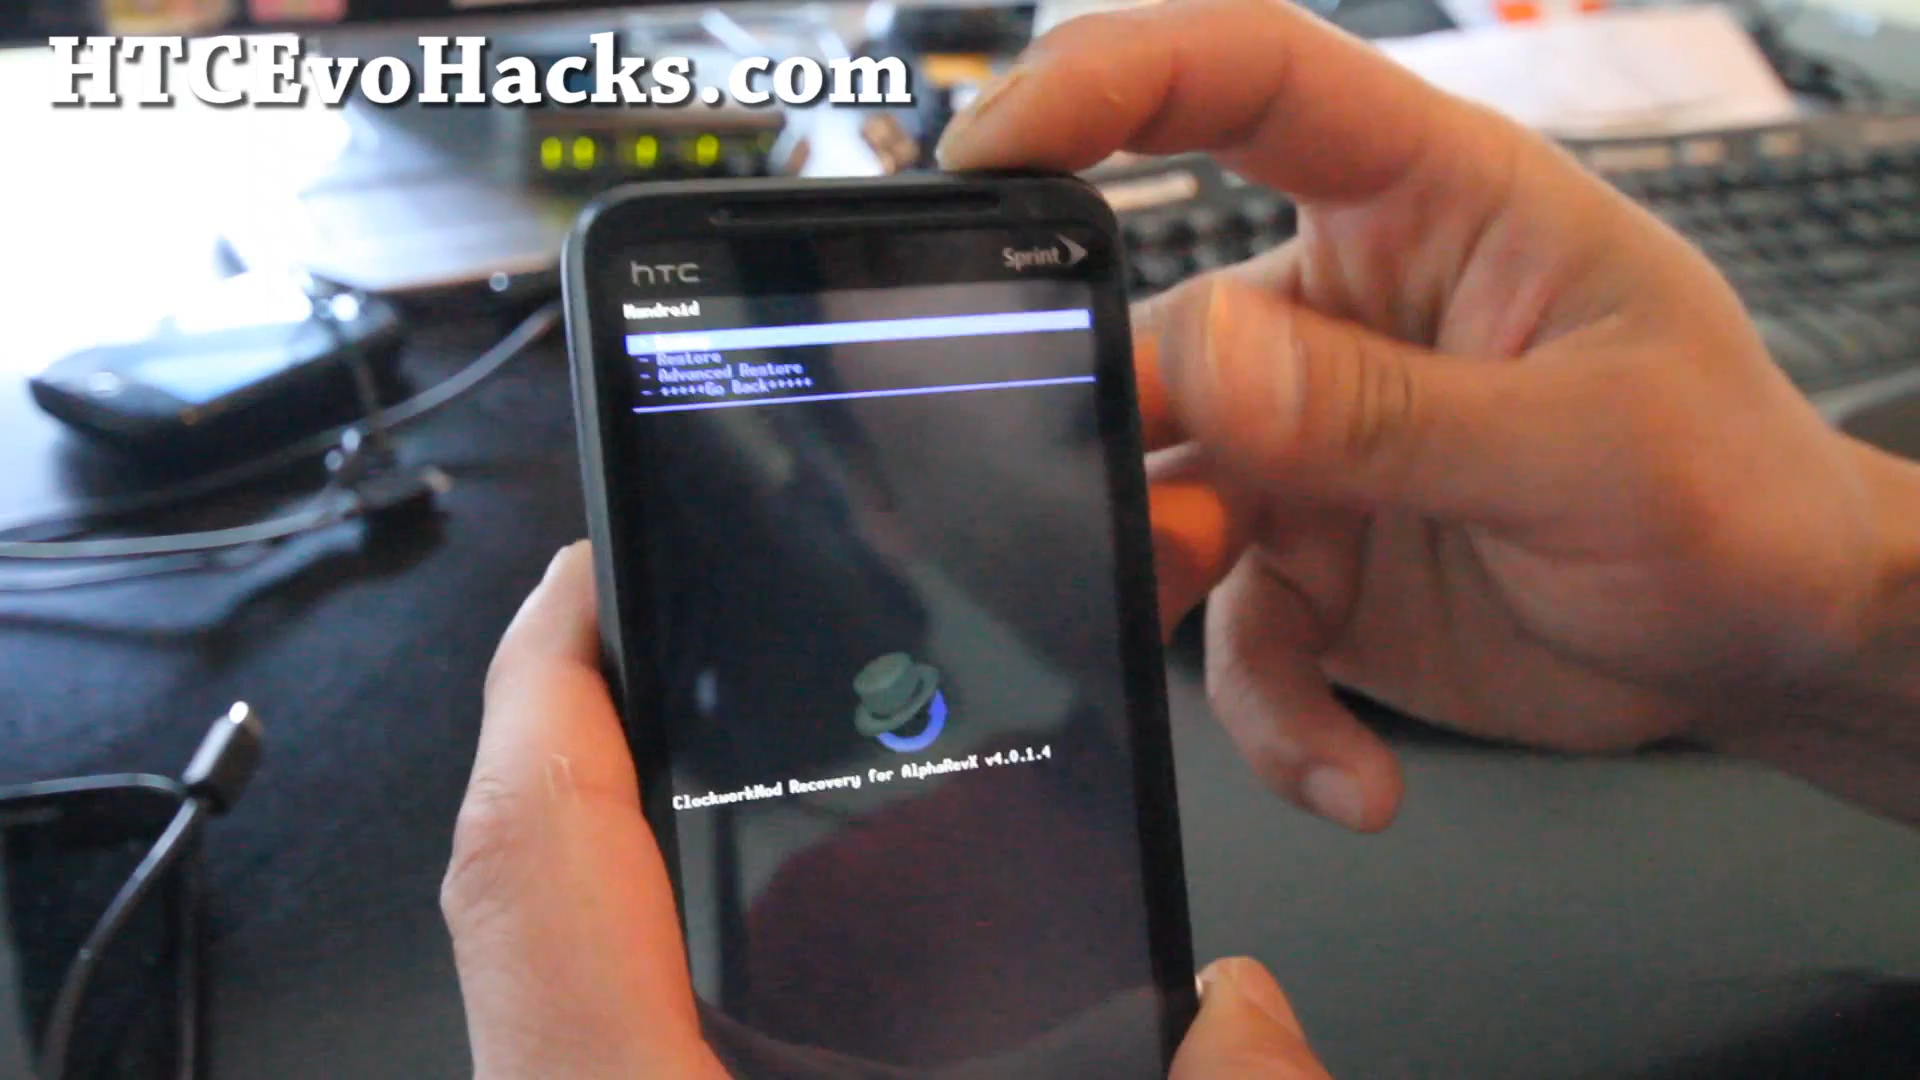 HTCEvoHacks.com
hTC
Sprint
Nandroid
- Restore
- Advanced Restore
- +++++Go Back+++++
ClockworkMod Recovery for AlphaRevX v4.0.1.4